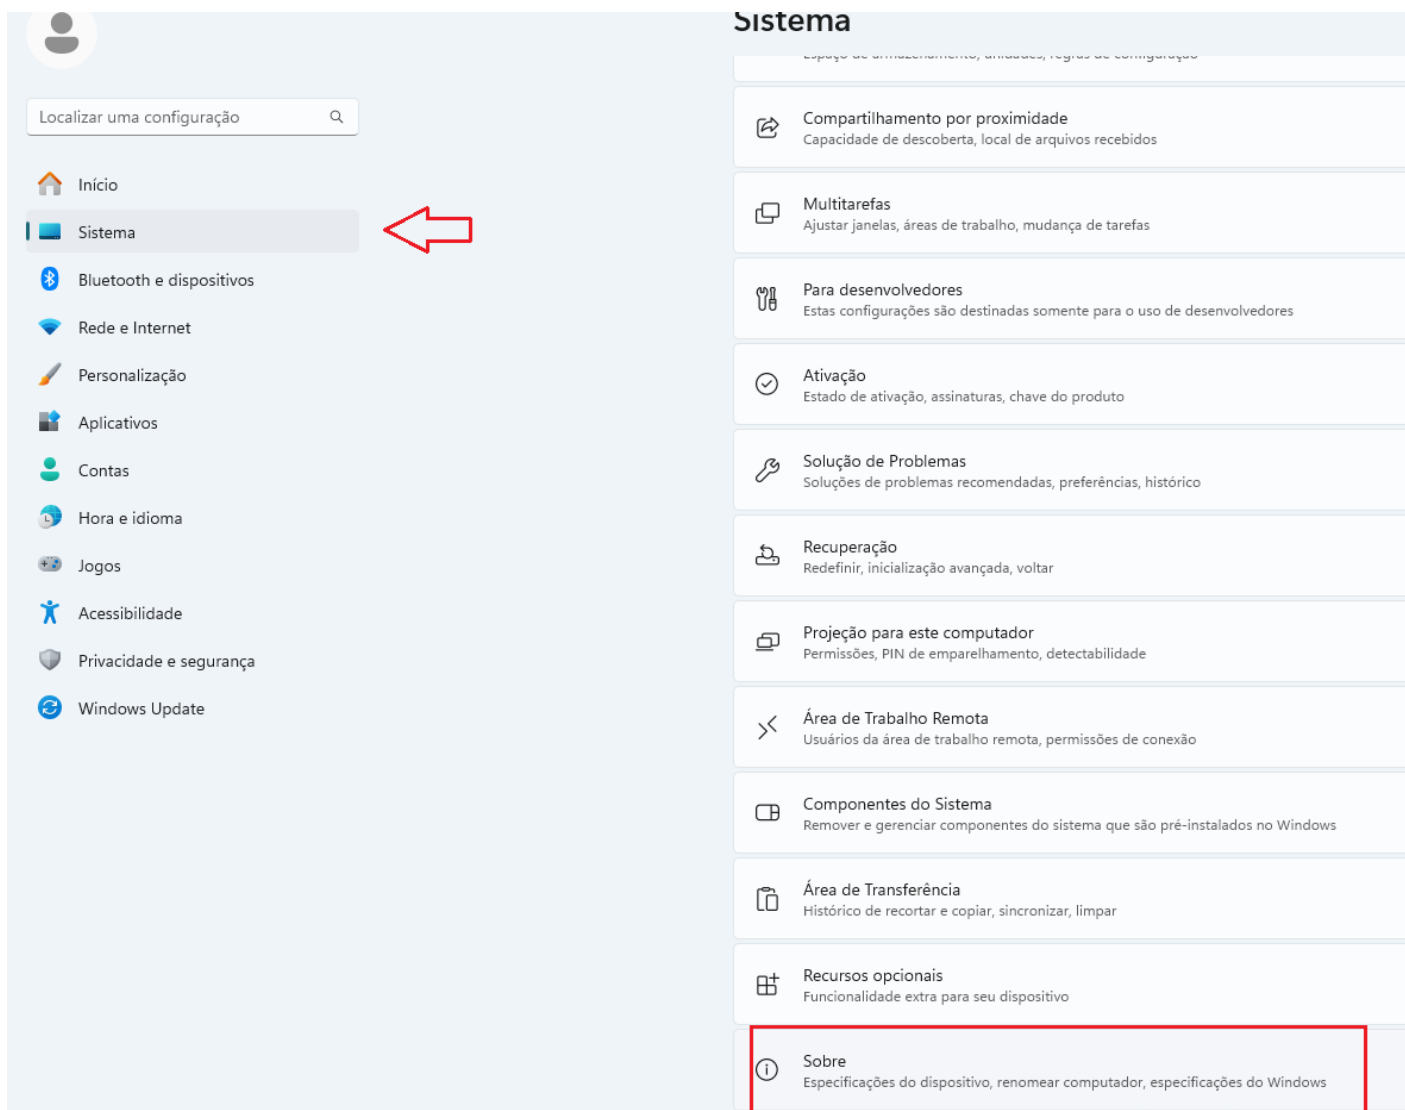 Localizar uma configuração
Início
Sistema
Bluetooth e dispositivos
Rede e Internet
Personalização
Aplicativos
Contas
Hora e idioma
Jogos
Acessibilidade
Privacidade e segurança
Windows Update
Sistema
Espaço de armazenamento, unidades, regras de configuração
Compartilhamento por proximidade
Capacidade de descoberta, local de arquivos recebidos
Multitarefas
Ajustar janelas, áreas de trabalho, mudança de tarefas
Para desenvolvedores
Estas configurações são destinadas somente para o uso de desenvolvedores
Ativação
Estado de ativação, assinaturas, chave do produto
Solução de Problemas
Soluções de problemas recomendadas, preferências, histórico
Recuperação
Redefinir, inicialização avançada, voltar
Projeção para este computador
Permissões, PIN de emparelhamento, detectabilidade
Área de Trabalho Remota
Usuários da área de trabalho remota, permissões de conexão
Componentes do Sistema
Remover e gerenciar componentes do sistema que são pré-instalados no Windows
Área de Transferência
Histórico de recortar e copiar, sincronizar, limpar
Recursos opcionais
Funcionalidade extra para seu dispositivo
Sobre
Especificações do dispositivo, renomear computador, especificações do Windows